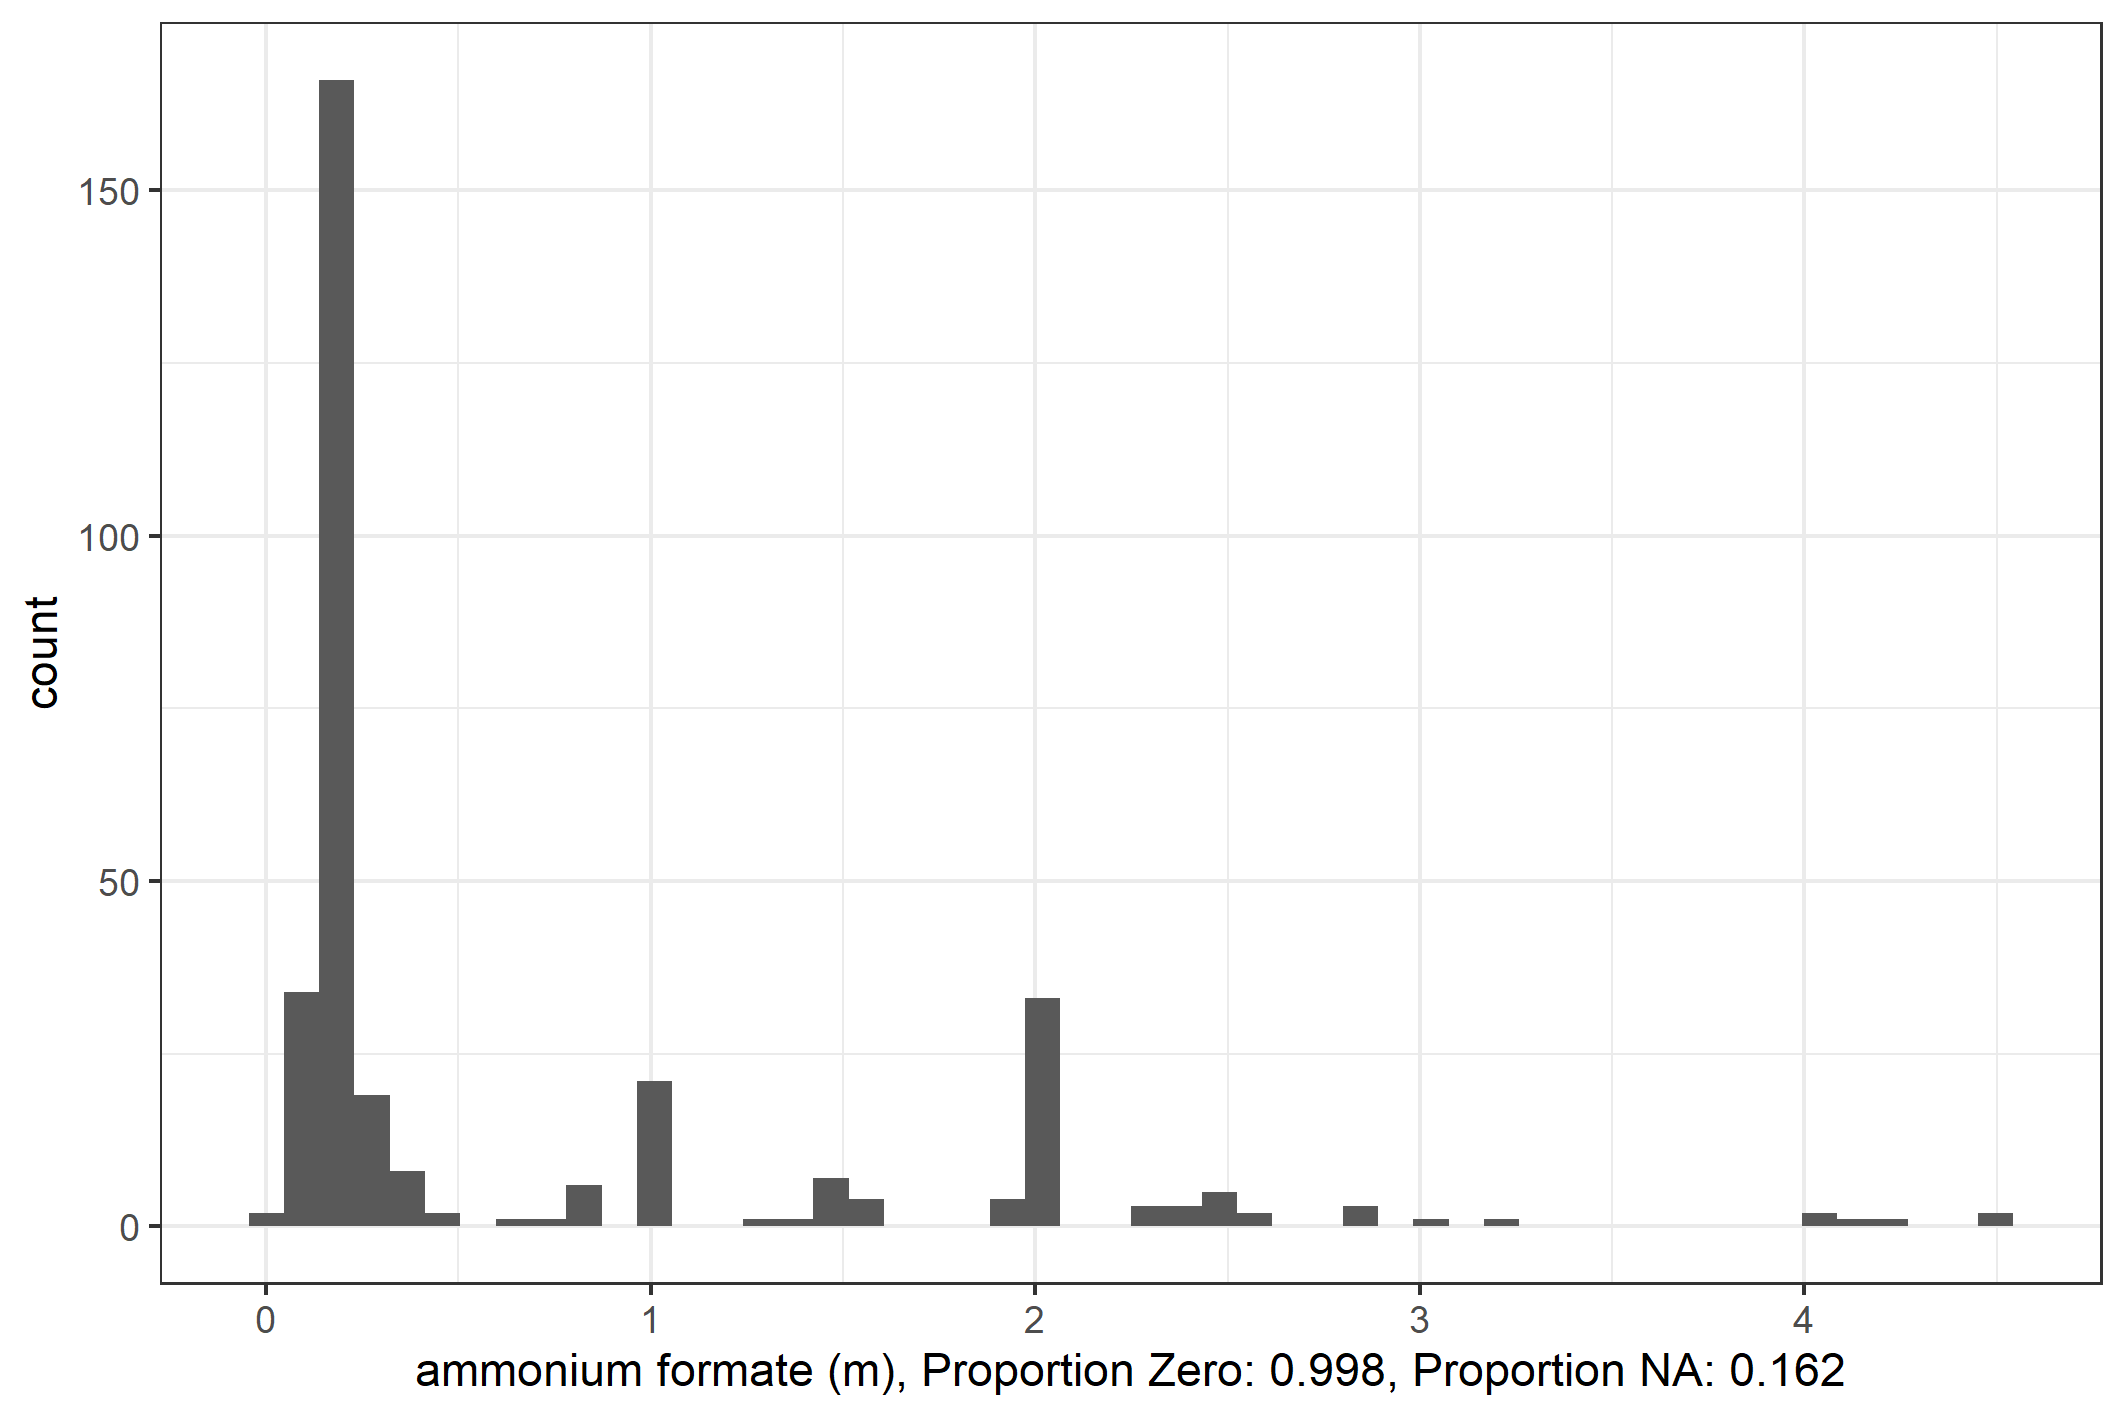 150
100
50
0
count
0 1 2 3 4
ammonium formate (m), Proportion Zero: 0.998, Proportion NA: 0.162